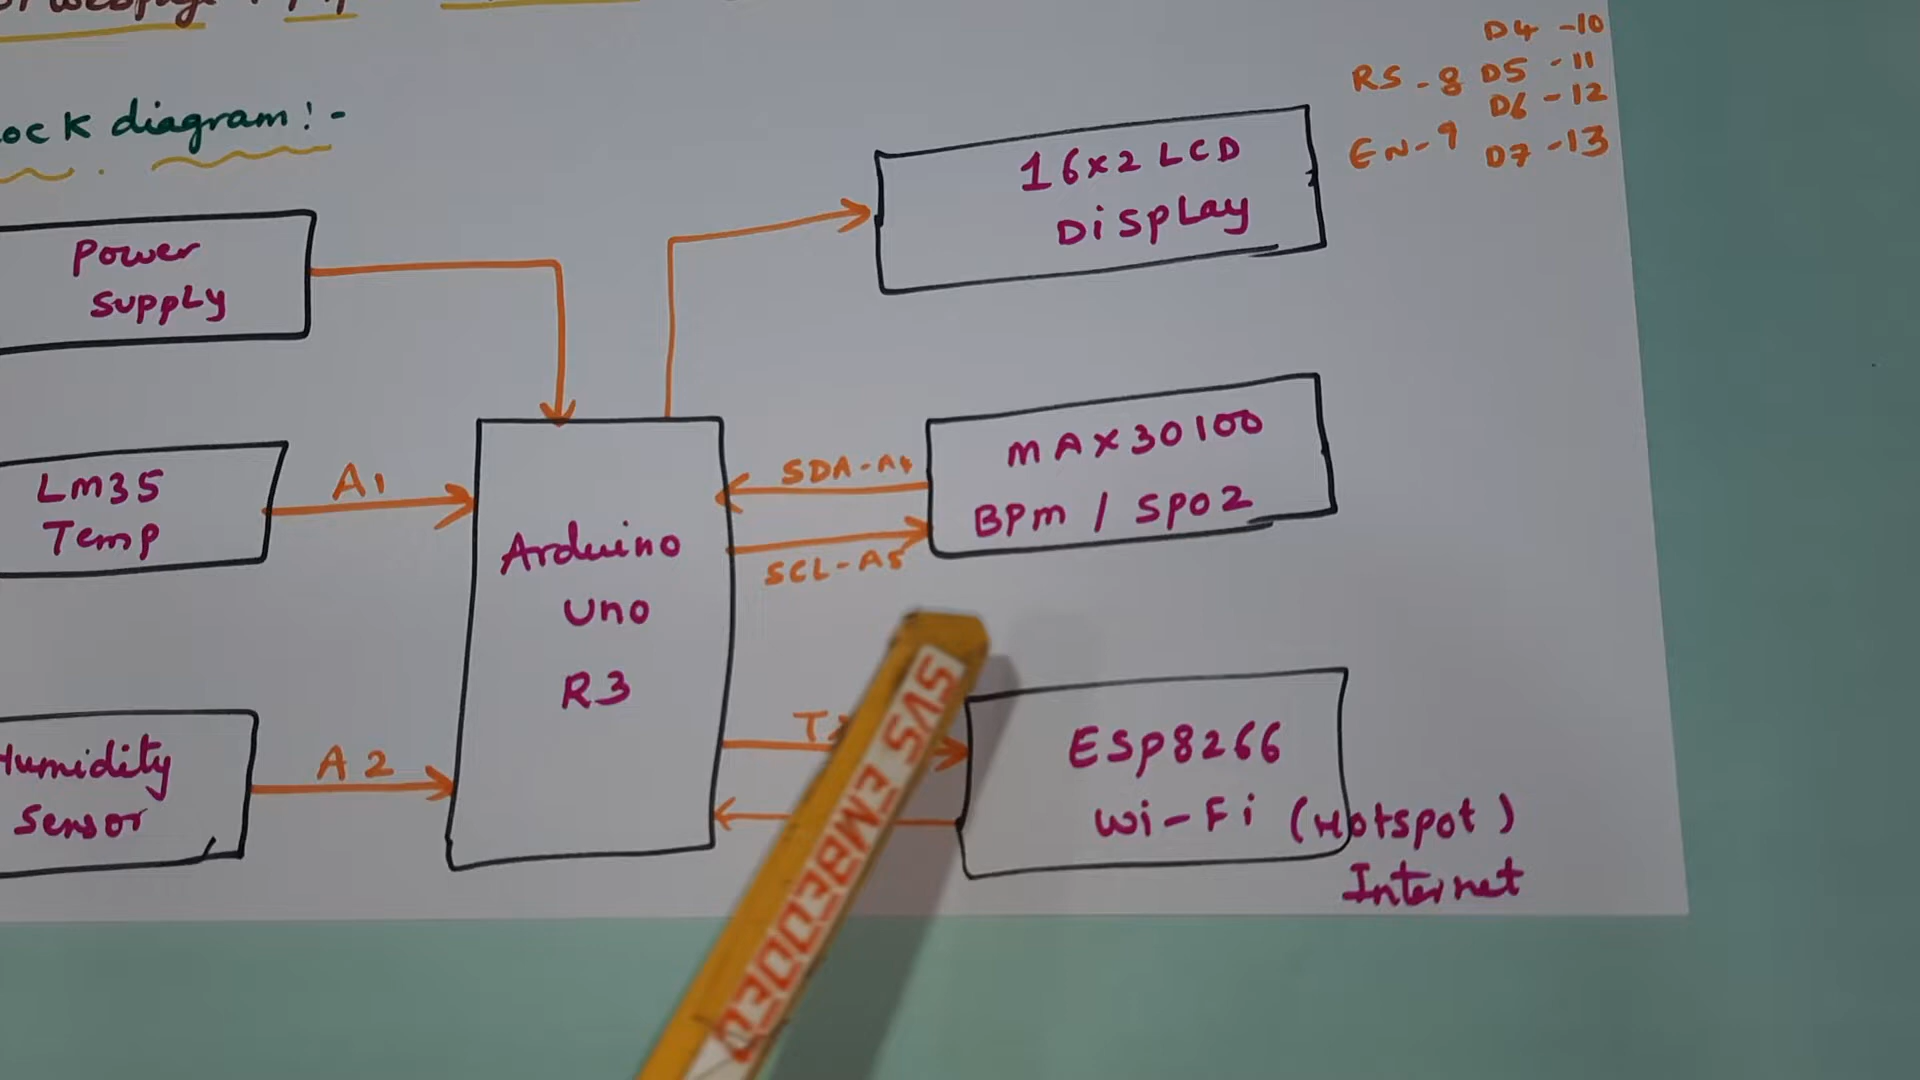 diagram:-
Power
Supply
Lm35
Temp
A1
Humidity
Sensor
A2
Arduino
Uno
R3
16x2 LCD
Display
RS-8
EN-9
D4-10
D5-11
D6-12
D7-13
SDA-A4
MAX30100
BPm / SPO2
SCL-A5
ESP8266
Wi-Fi (Hotspot)
Internet
SVS EMBEDDED